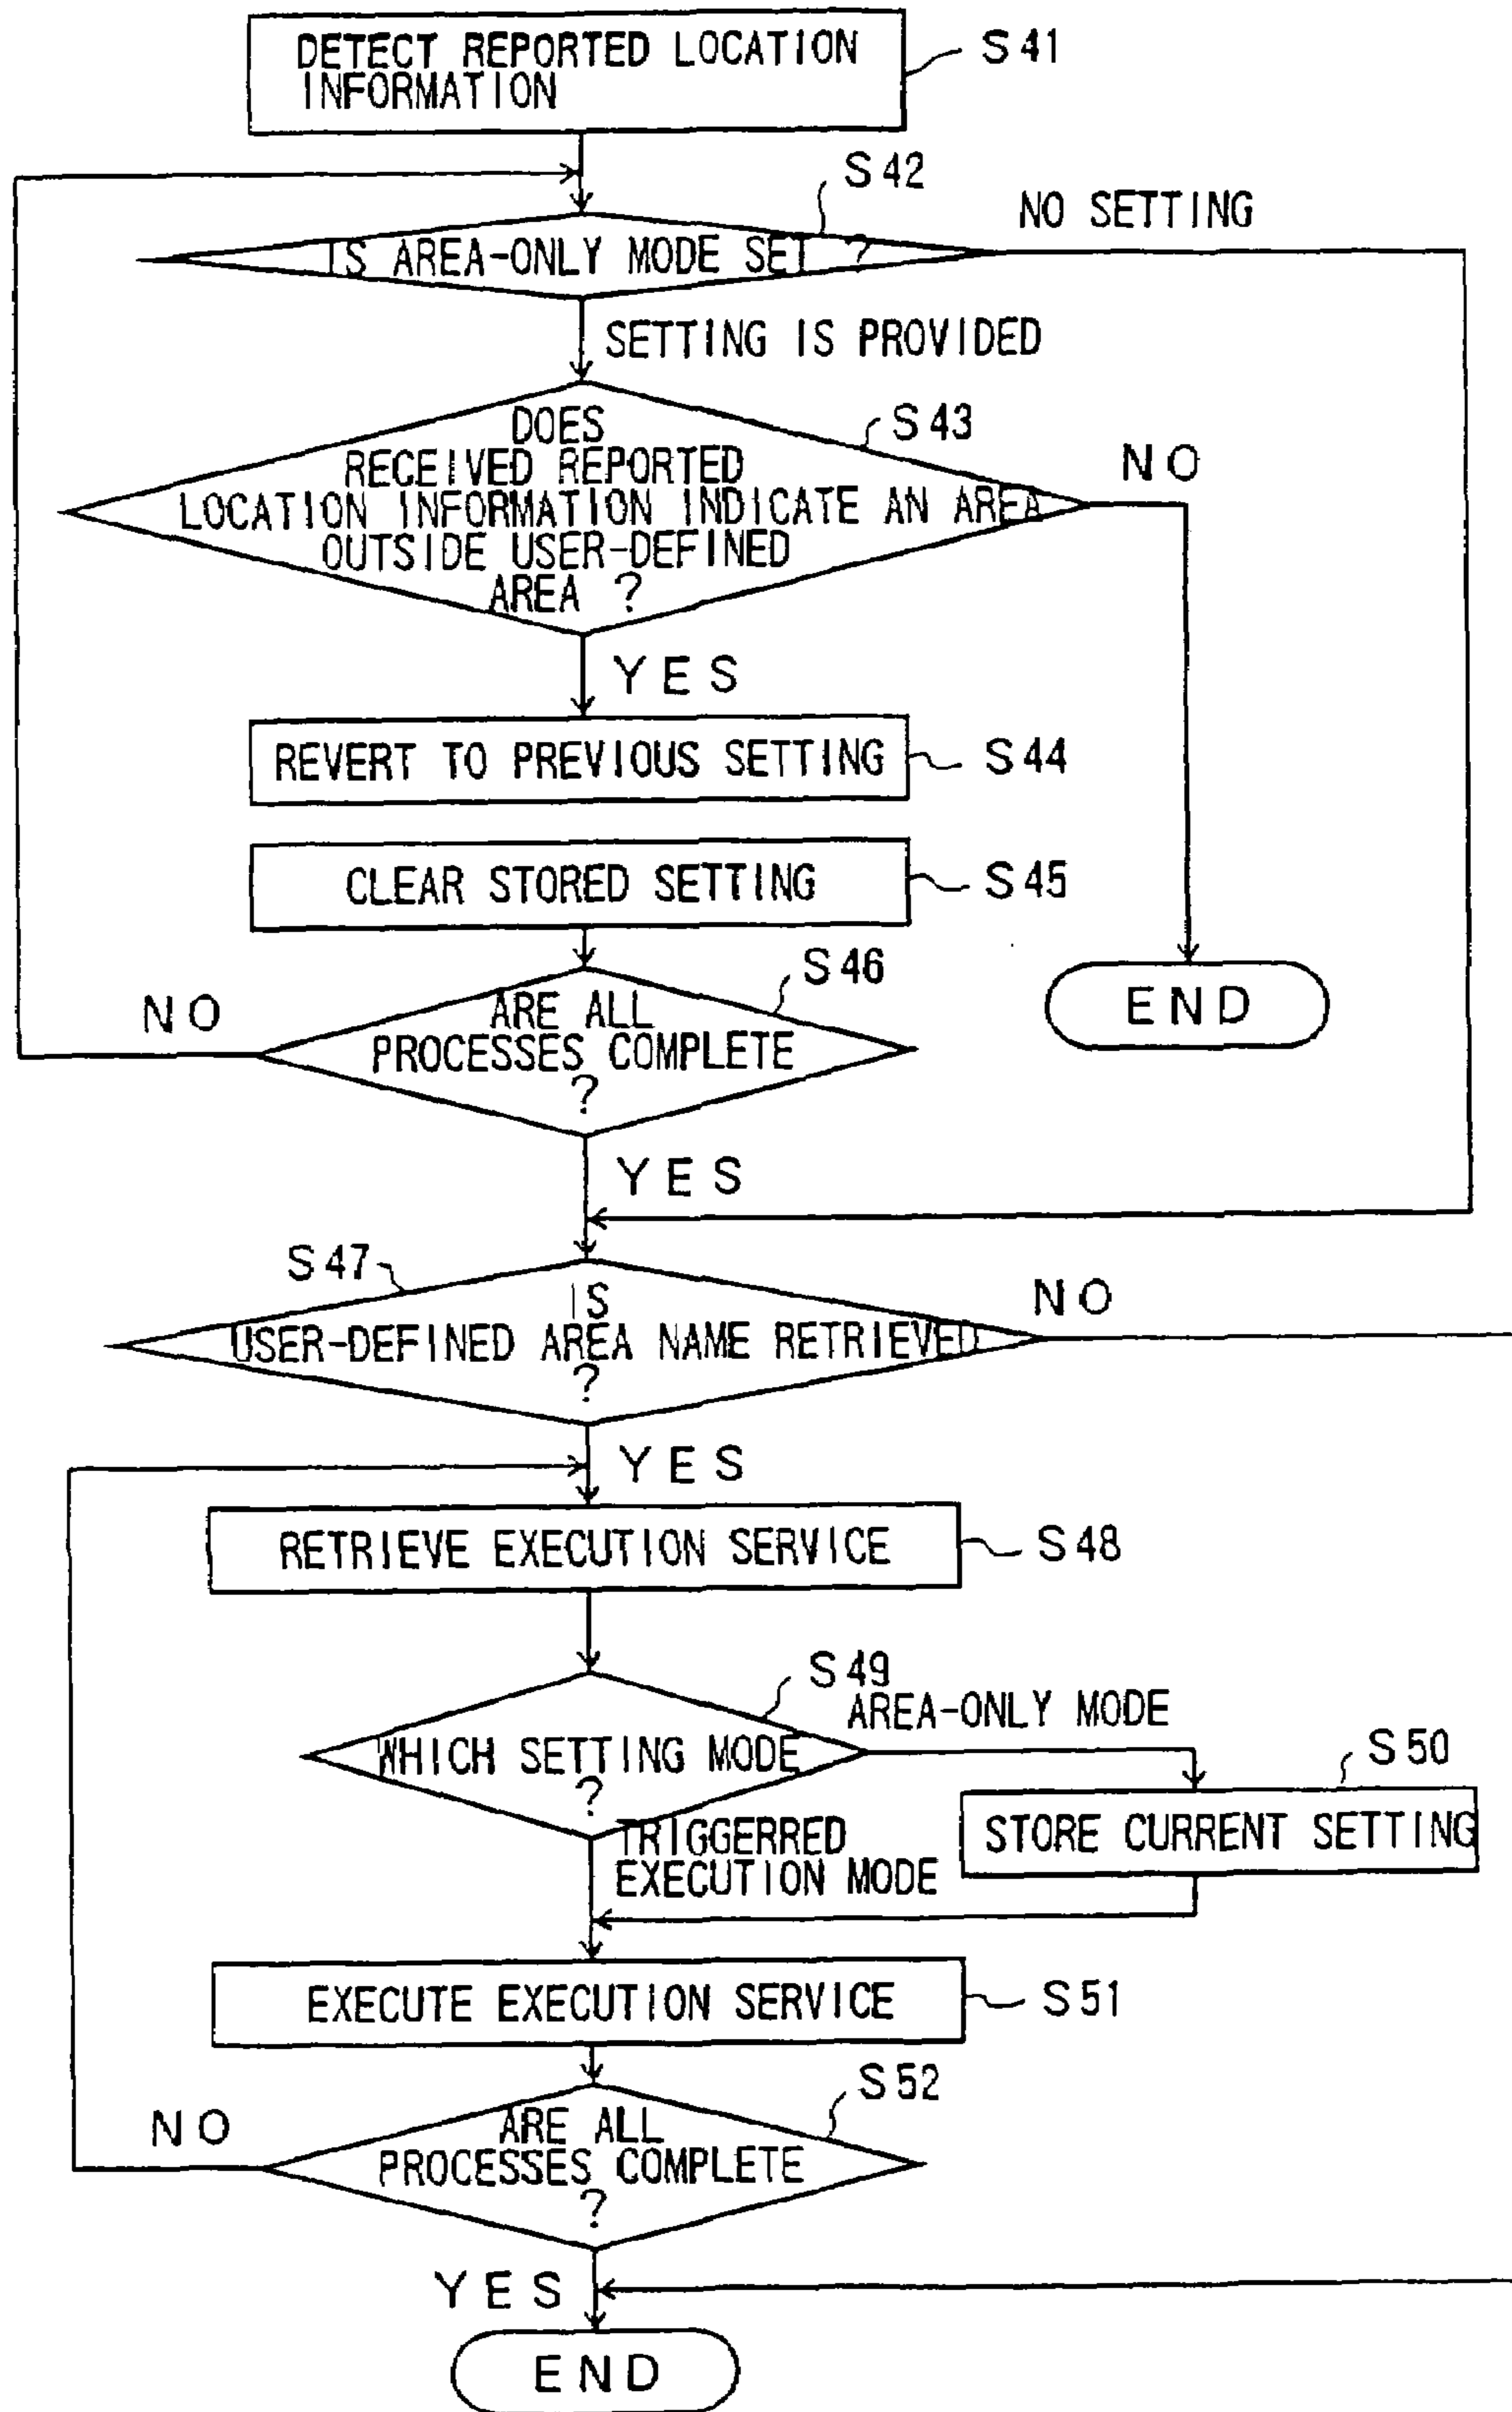 DETECT REPORTED LOCATION
INFORMATION
S41
S42
NO SETTING
IS AREA-ONLY MODE SET ?
SETTING IS PROVIDED
S43
NO
DOES
RECEIVED REPORTED
LOCATION INFORMATION INDICATE AN AREA
OUTSIDE USER-DEFINED
AREA ?
YES
REVERT TO PREVIOUS SETTING
S44
CLEAR STORED SETTING
S45
S46
NO
ARE ALL
PROCESSES COMPLETE
?
END
YES
S47
NO
IS
USER-DEFINED AREA NAME RETRIEVED
?
YES
RETRIEVE EXECUTION SERVICE
S48
S49
AREA-ONLY MODE
WHICH SETTING MODE
?
S50
STORE CURRENT SETTING
TRIGGERRED
EXECUTION MODE
EXECUTE EXECUTION SERVICE
S51
S52
NO
ARE ALL
PROCESSES COMPLETE
?
YES
END